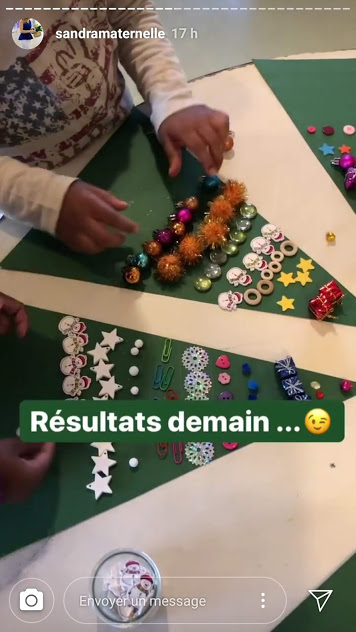 sandramaternelle 17 h
Résultats demain ...😉
Envoyer un message